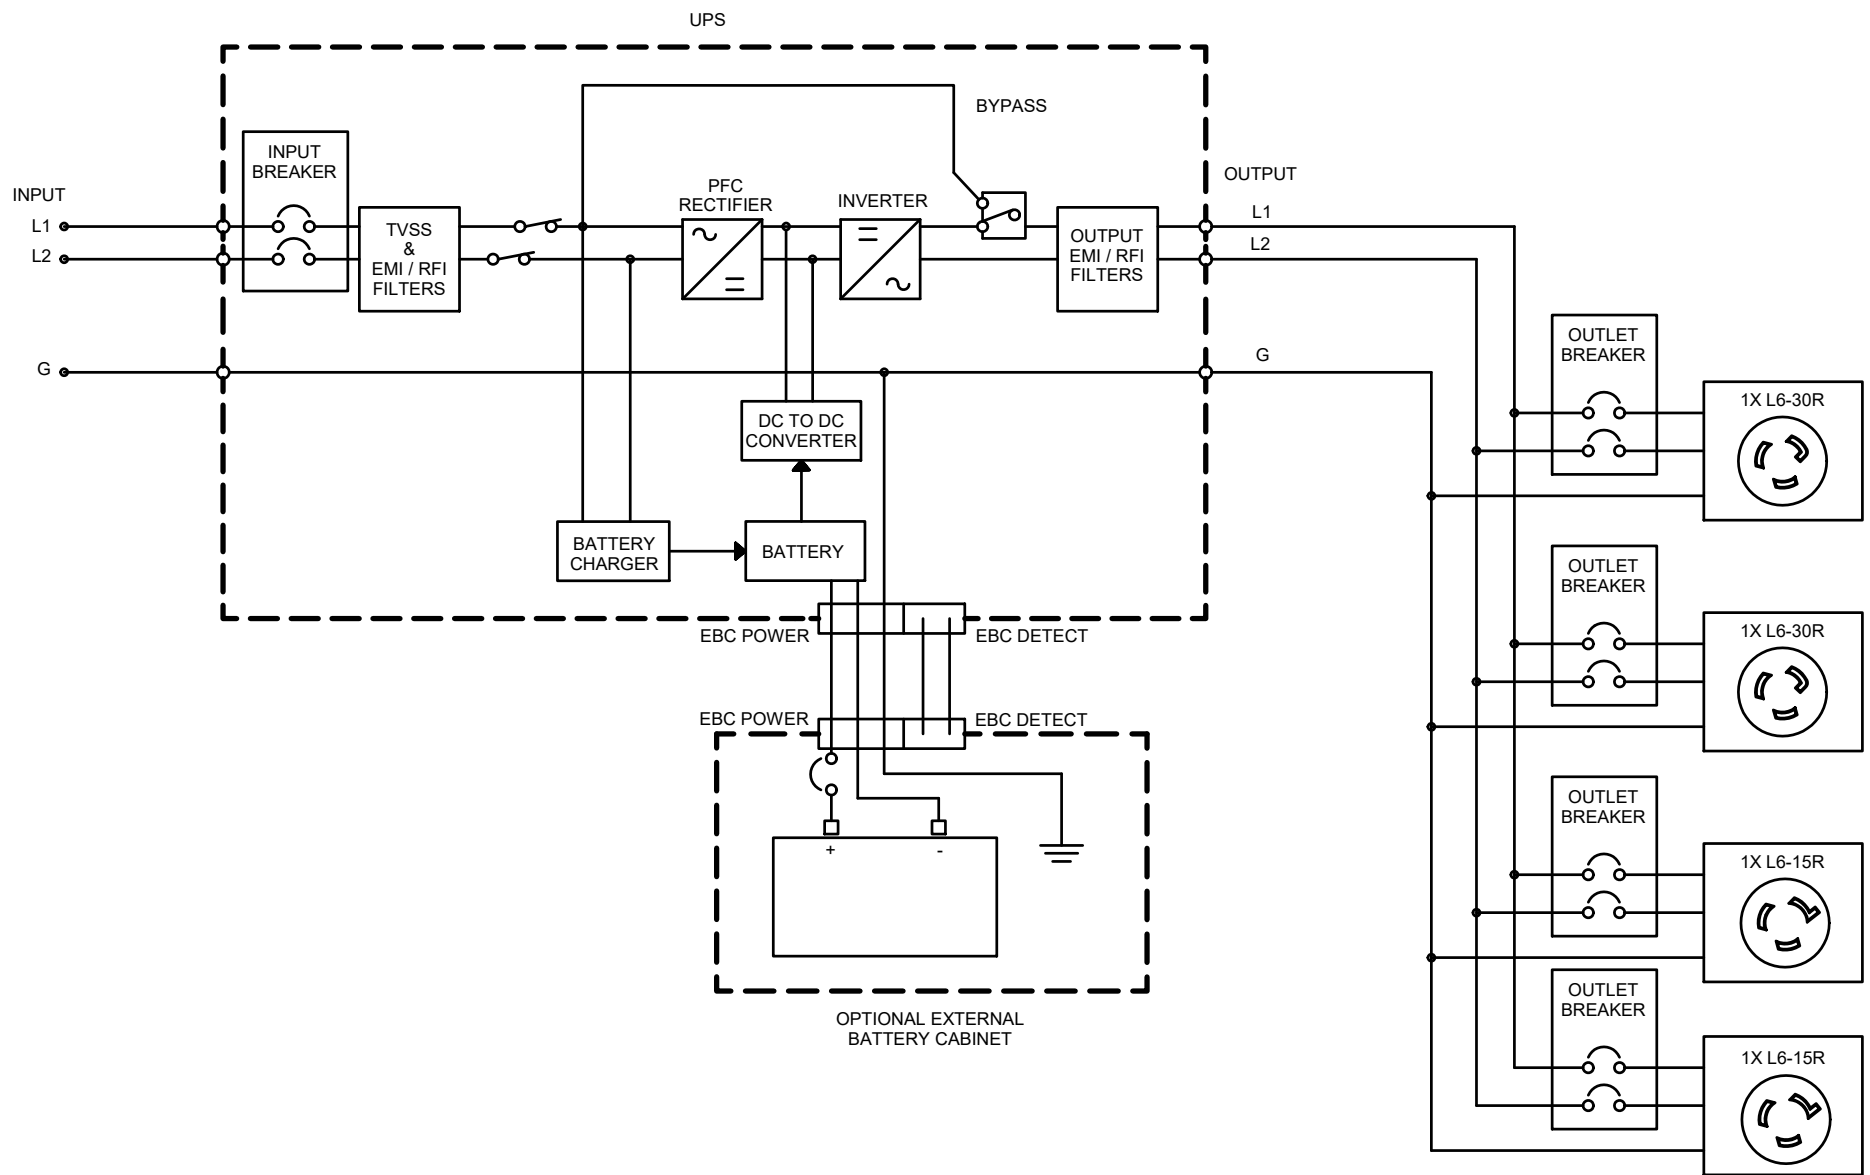 UPS
BYPASS
INPUT
BREAKER
INPUT
L1
L2
TVSS
&
EMI / RFI
FILTERS
PFC
RECTIFIER
INVERTER
OUTPUT
EMI / RFI
FILTERS
OUTPUT
L1
L2
G
G
DC TO DC
CONVERTER
BATTERY
CHARGER
BATTERY
EBC POWER
EBC DETECT
EBC POWER
EBC DETECT
+
-
OPTIONAL EXTERNAL
BATTERY CABINET
OUTLET
BREAKER
1X L6-30R
OUTLET
BREAKER
1X L6-30R
OUTLET
BREAKER
1X L6-15R
OUTLET
BREAKER
1X L6-15R